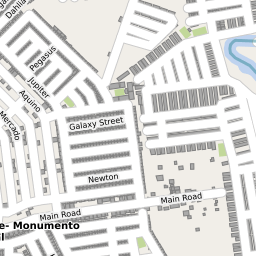 Dahlia
Pegasus
Jupiter
Aquino
Mercado
Galaxy Street
Newton
Main Road
Main Road
e- Monumento